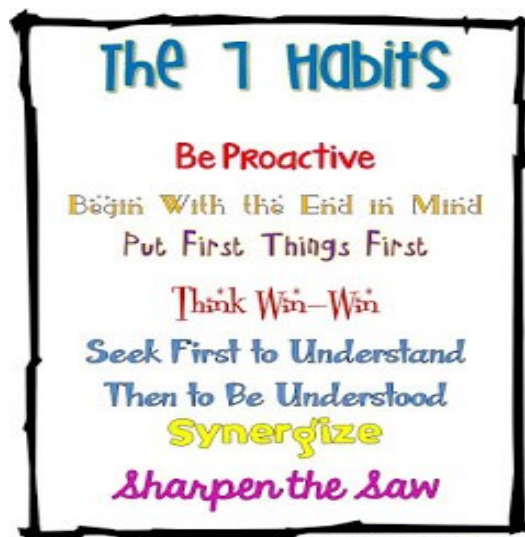 The 7 Habits
Be Proactive
Begin With the End in Mind
Put First Things First
Think Win-Win
Seek First to Understand
Then to Be Understood
Synergize
Sharpen the Saw